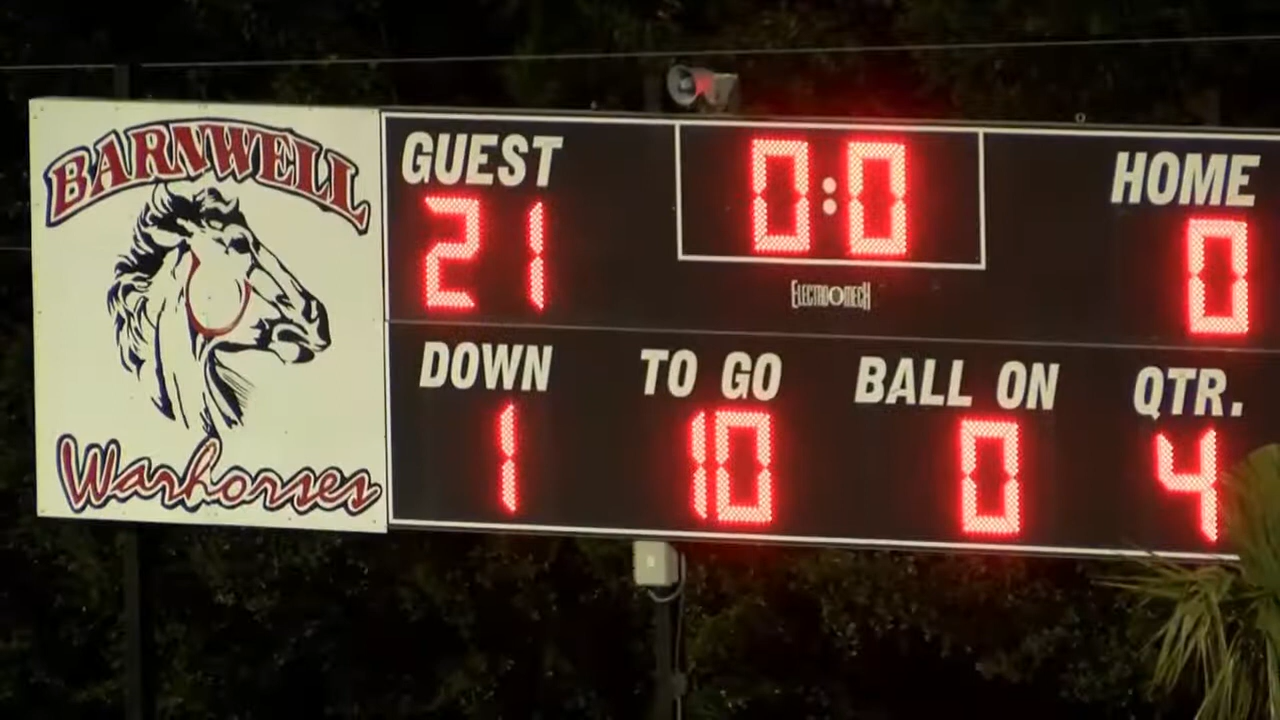 BARNWELL
Warhorses
GUEST
21
0:0
HOME
0
ELECTRO-MECH
DOWN
1
TO GO
10
BALL ON
0
QTR.
4